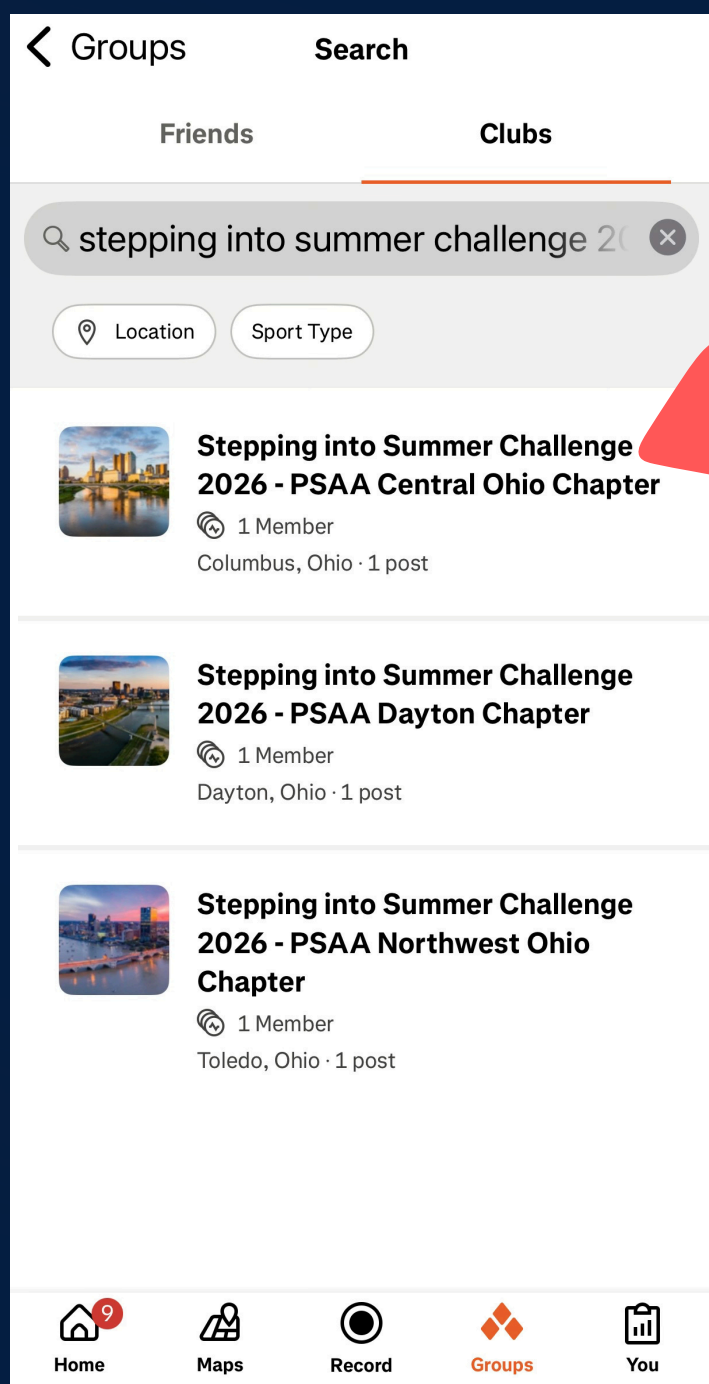 Groups
Search
Friends
Clubs
stepping into summer challenge
Location
Sport Type
Stepping into Summer Challenge
2026 - PSAA Central Ohio Chapter
1 Member
Columbus, Ohio · 1 post
Stepping into Summer Challenge
2026 - PSAA Dayton Chapter
1 Member
Dayton, Ohio · 1 post
Stepping into Summer Challenge
2026 - PSAA Northwest Ohio
Chapter
1 Member
Toledo, Ohio · 1 post
9
Home
Maps
Record
Groups
You